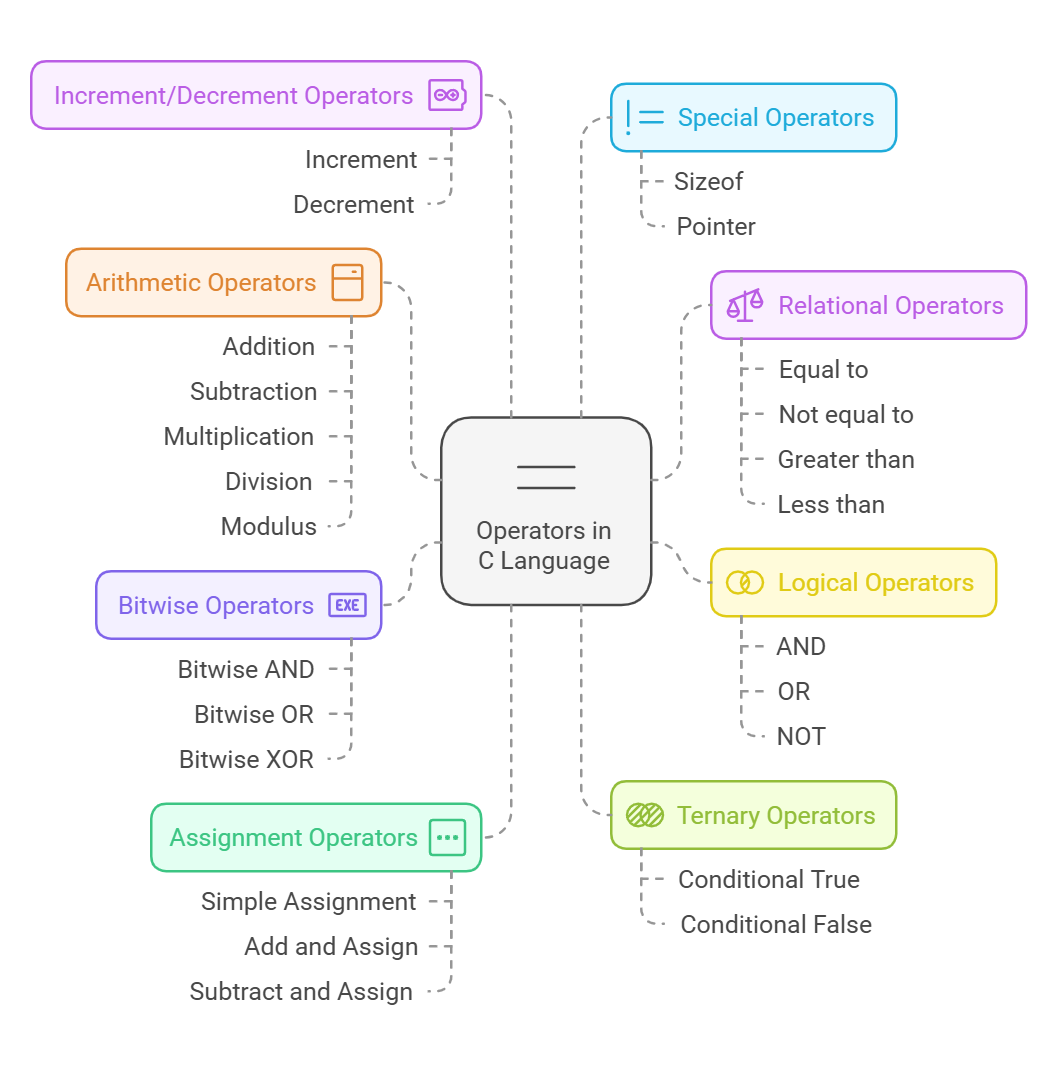 Increment/Decrement Operators
Increment
Decrement
Arithmetic Operators
Addition
Subtraction
Multiplication
Division
Modulus
Bitwise Operators
EXE
Bitwise AND
Bitwise OR
Bitwise XOR
Assignment Operators
Simple Assignment
Add and Assign
Subtract and Assign
Operators in
C Language
Special Operators
Sizeof
Pointer
Relational Operators
Equal to
Not equal to
Greater than
Less than
Logical Operators
AND
OR
NOT
Ternary Operators
Conditional True
Conditional False